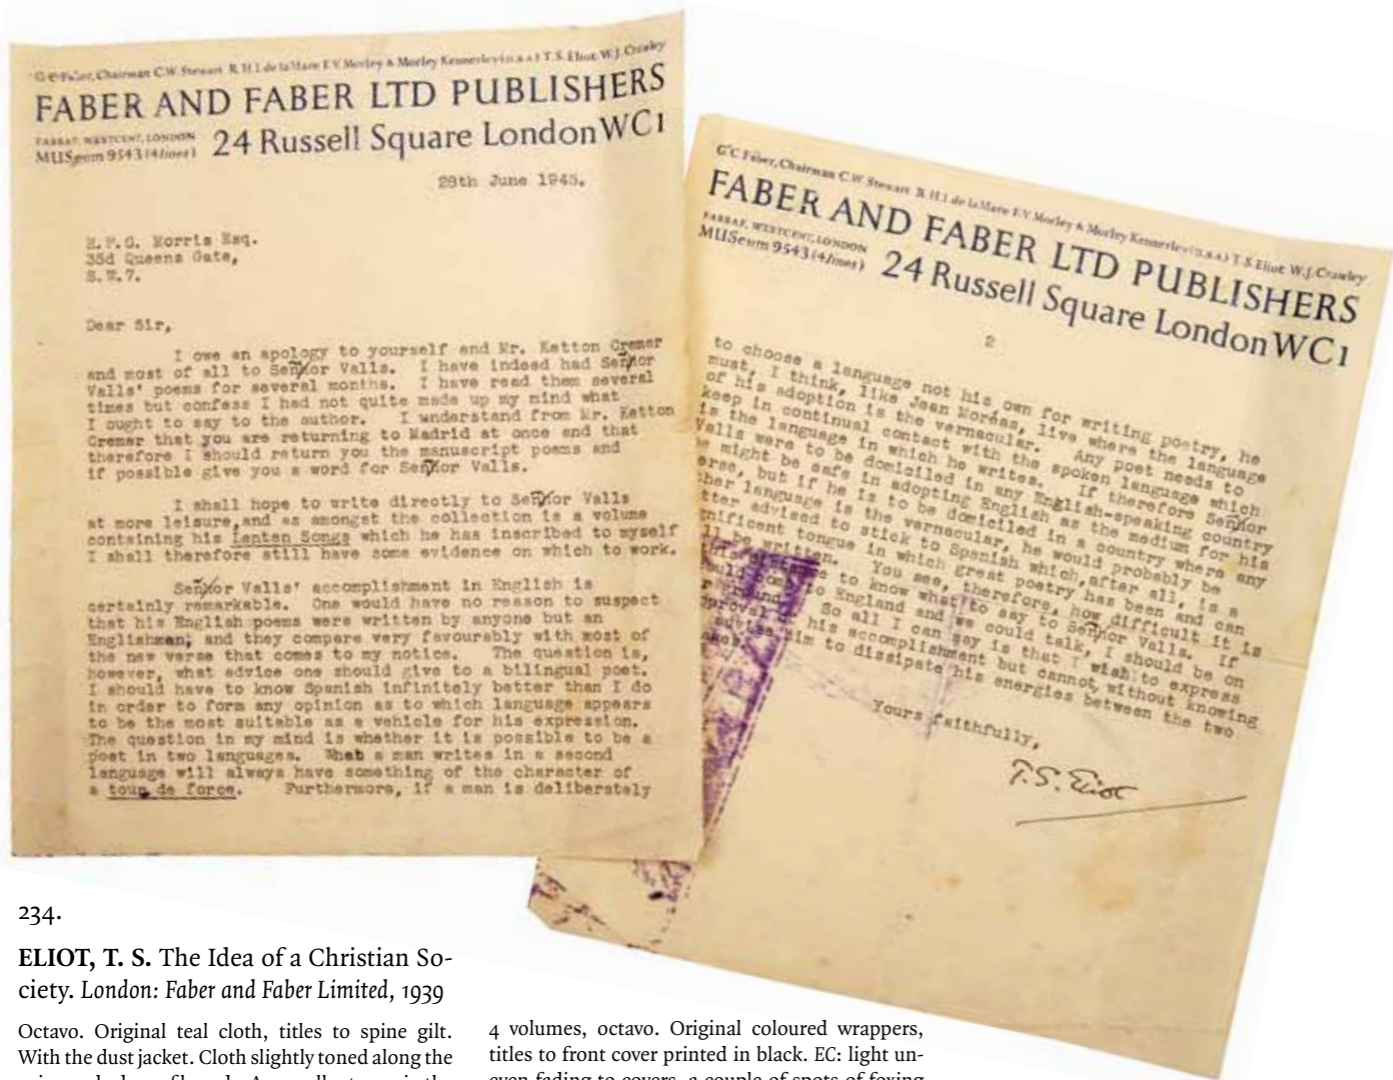 G.C. Faber, Chairman C.W. Stewart R.H.I. de la Mare F.V. Morley & Morley Kennerley (U.S.A.) T.S. Eliot W.J. Crawley
FABER AND FABER LTD PUBLISHERS
FABBAF, WESTCENT, LONDON
MUSeum 9543 (4 lines)
24 Russell Square London WC1
28th June 1945.
Morris Esq.
35d Queens Gate,
S.W.7.
Dear Sir,
I owe an apology to yourself and Mr. Ketton Cremer
and most of all to Señor Valls. I have indeed had Señor
Valls' poems for several months. I have read them several
times but confess I had not quite made up my mind what
I ought to say to the author. I understand from Mr. Ketton
Cremer that you are returning to Madrid at once and that
therefore I should return you the manuscript poems and
if possible give you a word for Señor Valls.
I shall hope to write directly to Señor Valls
at more leisure,and as amongst the collection is a volume
containing his Lenten Songs which he has inscribed to myself
I shall therefore still have some evidence on which to work.
Señor Valls' accomplishment in English is
certainly remarkable. One would have no reason to suspect
that his English poems were written by anyone but an
Englishman; and they compare very favourably with most of
the new verse that comes to my notice. The question is,
however, what advice one should give to a bilingual poet.
I should have to know Spanish infinitely better than I do
in order to form any opinion as to which language appears
to be the most suitable as a vehicle for his expression.
The question in my mind is whether it is possible to be a
poet in two languages. What a man writes in a second
language will always have something of the character of
a tour de force. Furthermore, if a man is deliberately
G.C. Faber, Chairman C.W. Stewart R.H.I. de la Mare F.V. Morley & Morley Kennerley (U.S.A.) T.S. Eliot W.J. Crawley
FABER AND FABER LTD PUBLISHERS
FABBAF, WESTCENT, LONDON
MUSeum 9543 (4 lines)
24 Russell Square London WC1
2
to choose a language not his own for writing poetry, he
must, I think, like Jean Moréas, live where the language
of his adoption is the vernacular. Any poet needs to
keep in continual contact with the spoken language which
is the language in which he writes. If therefore Señor
Valls were to be domiciled in any English-speaking country
might be safe in adopting English as the medium for his
erse, but if he is to be domiciled in a country where any
her language is the vernacular, he would probably be
tter advised to stick to Spanish which,after all, is a
gnificent tongue in which great poetry has been and can
ll be written. You see, therefore, how difficult it is
to know what to say to Señor Valls. If
to England and we could talk, I should be on
So all I can say is that I wish to express
proval of his accomplishment but cannot, without knowing
him to dissipate his energies between the two
Yours faithfully,
T.S. Eliot
234.
ELIOT, T. S. The Idea of a Christian So-
ciety. London: Faber and Faber Limited, 1939
Octavo. Original teal cloth, titles to spine gilt.
With the dust jacket. Cloth slightly toned along the
4 volumes, octavo. Original coloured wrappers,
titles to front cover printed in black. EC: light un-
even fading to covers, a couple of spots of foxing